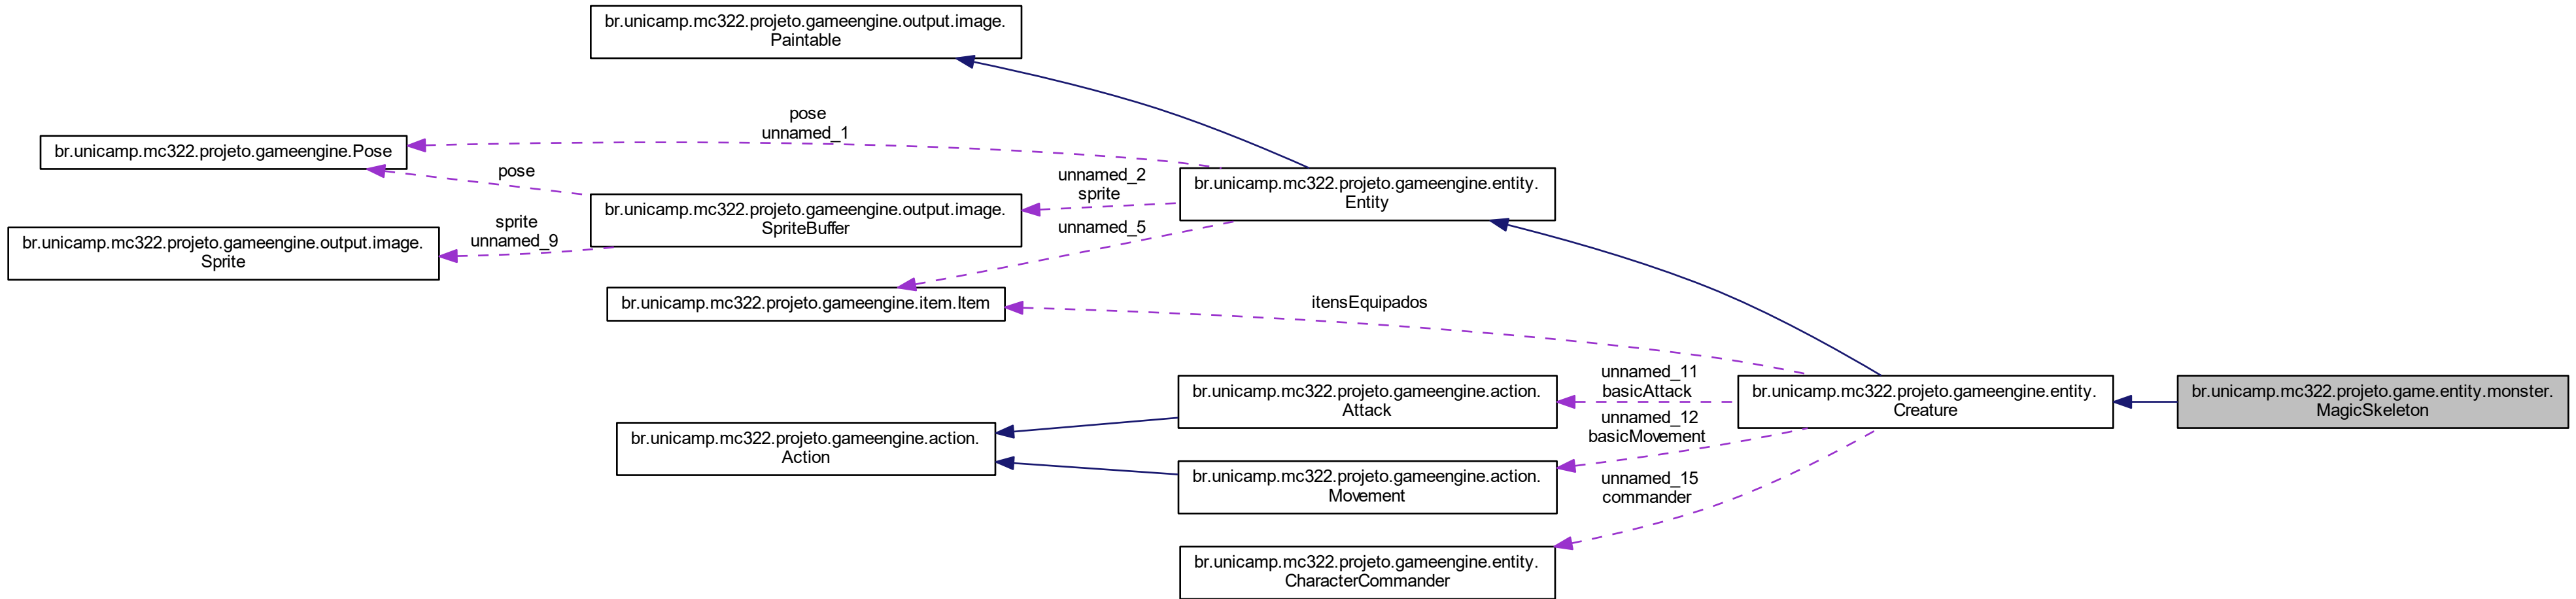 br.unicamp.mc322.projeto.gameengine.output.image.
Paintable
pose
unnamed_1
br.unicamp.mc322.projeto.gameengine.Pose
pose
unnamed_2
sprite
br.unicamp.mc322.projeto.gameengine.entity.
Entity
br.unicamp.mc322.projeto.gameengine.output.image.
SpriteBuffer
sprite
unnamed_9
unnamed_5
br.unicamp.mc322.projeto.gameengine.output.image.
Sprite
br.unicamp.mc322.projeto.gameengine.item.Item
itensEquipados
unnamed_11
basicAttack
br.unicamp.mc322.projeto.gameengine.action.
Attack
br.unicamp.mc322.projeto.gameengine.entity.
Creature
br.unicamp.mc322.projeto.game.entity.monster.
MagicSkeleton
unnamed_12
basicMovement
br.unicamp.mc322.projeto.gameengine.action.
Action
br.unicamp.mc322.projeto.gameengine.action.
Movement
unnamed_15
commander
br.unicamp.mc322.projeto.gameengine.entity.
CharacterCommander